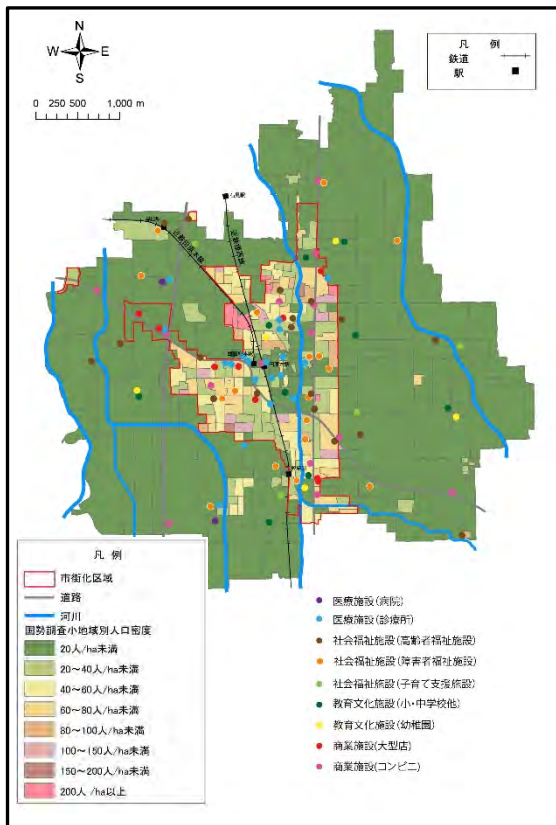 N
W E
S
0 250 500 1,000 m
凡 例
鉄道
駅
凡 例
市街化区域
道路
河川
国勢調査小地域別人口密度
20人/ha未満
20～40人/ha未満
40～60人/ha未満
60～80人/ha未満
80～100人/ha未満
100～150人/ha未満
150～200人/ha未満
200人 /ha以上
医療施設(病院)
医療施設(診療所)
社会福祉施設(高齢者福祉施設)
社会福祉施設(障害者福祉施設)
社会福祉施設(子育て支援施設)
教育文化施設(小・中学校他)
教育文化施設(幼稚園)
商業施設(大型店)
商業施設(コンビニ)